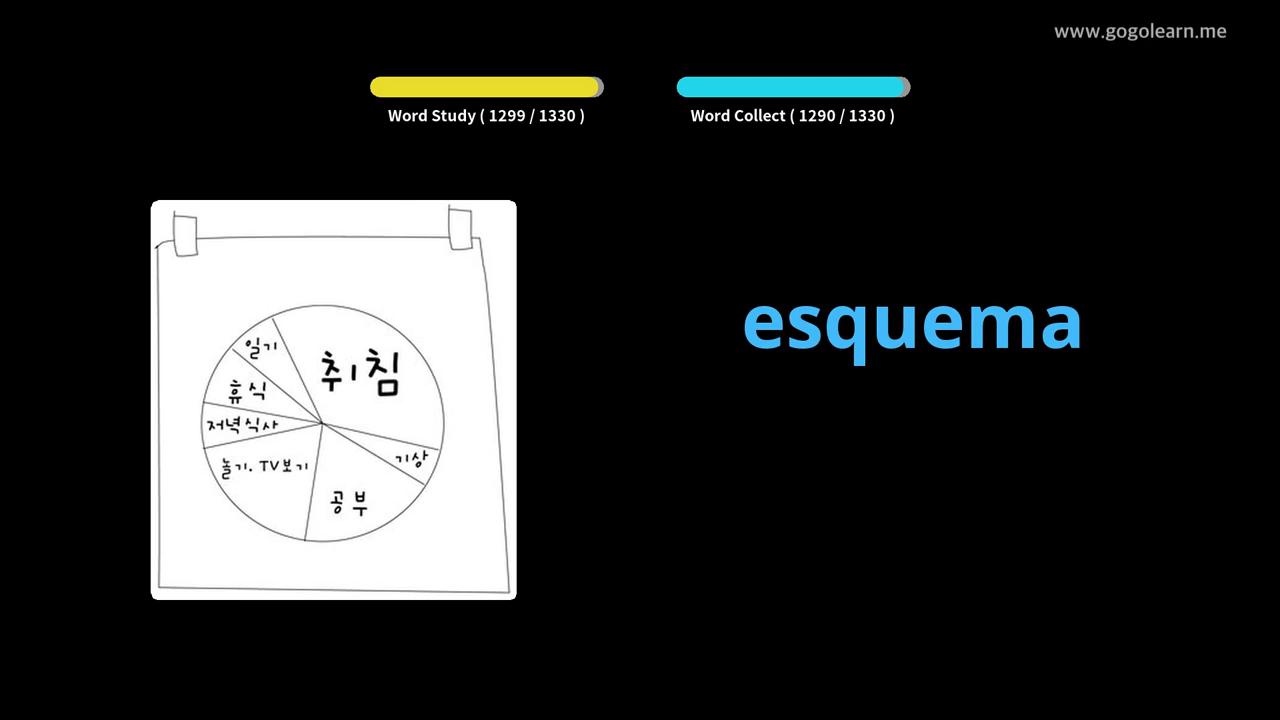 www.gogolearn.me
Word Study ( 1299 / 1330 )
Word Collect ( 1290 / 1330 )
일기
취침
휴식
저녁식사
놀기. TV보기
기상
공부
esquema